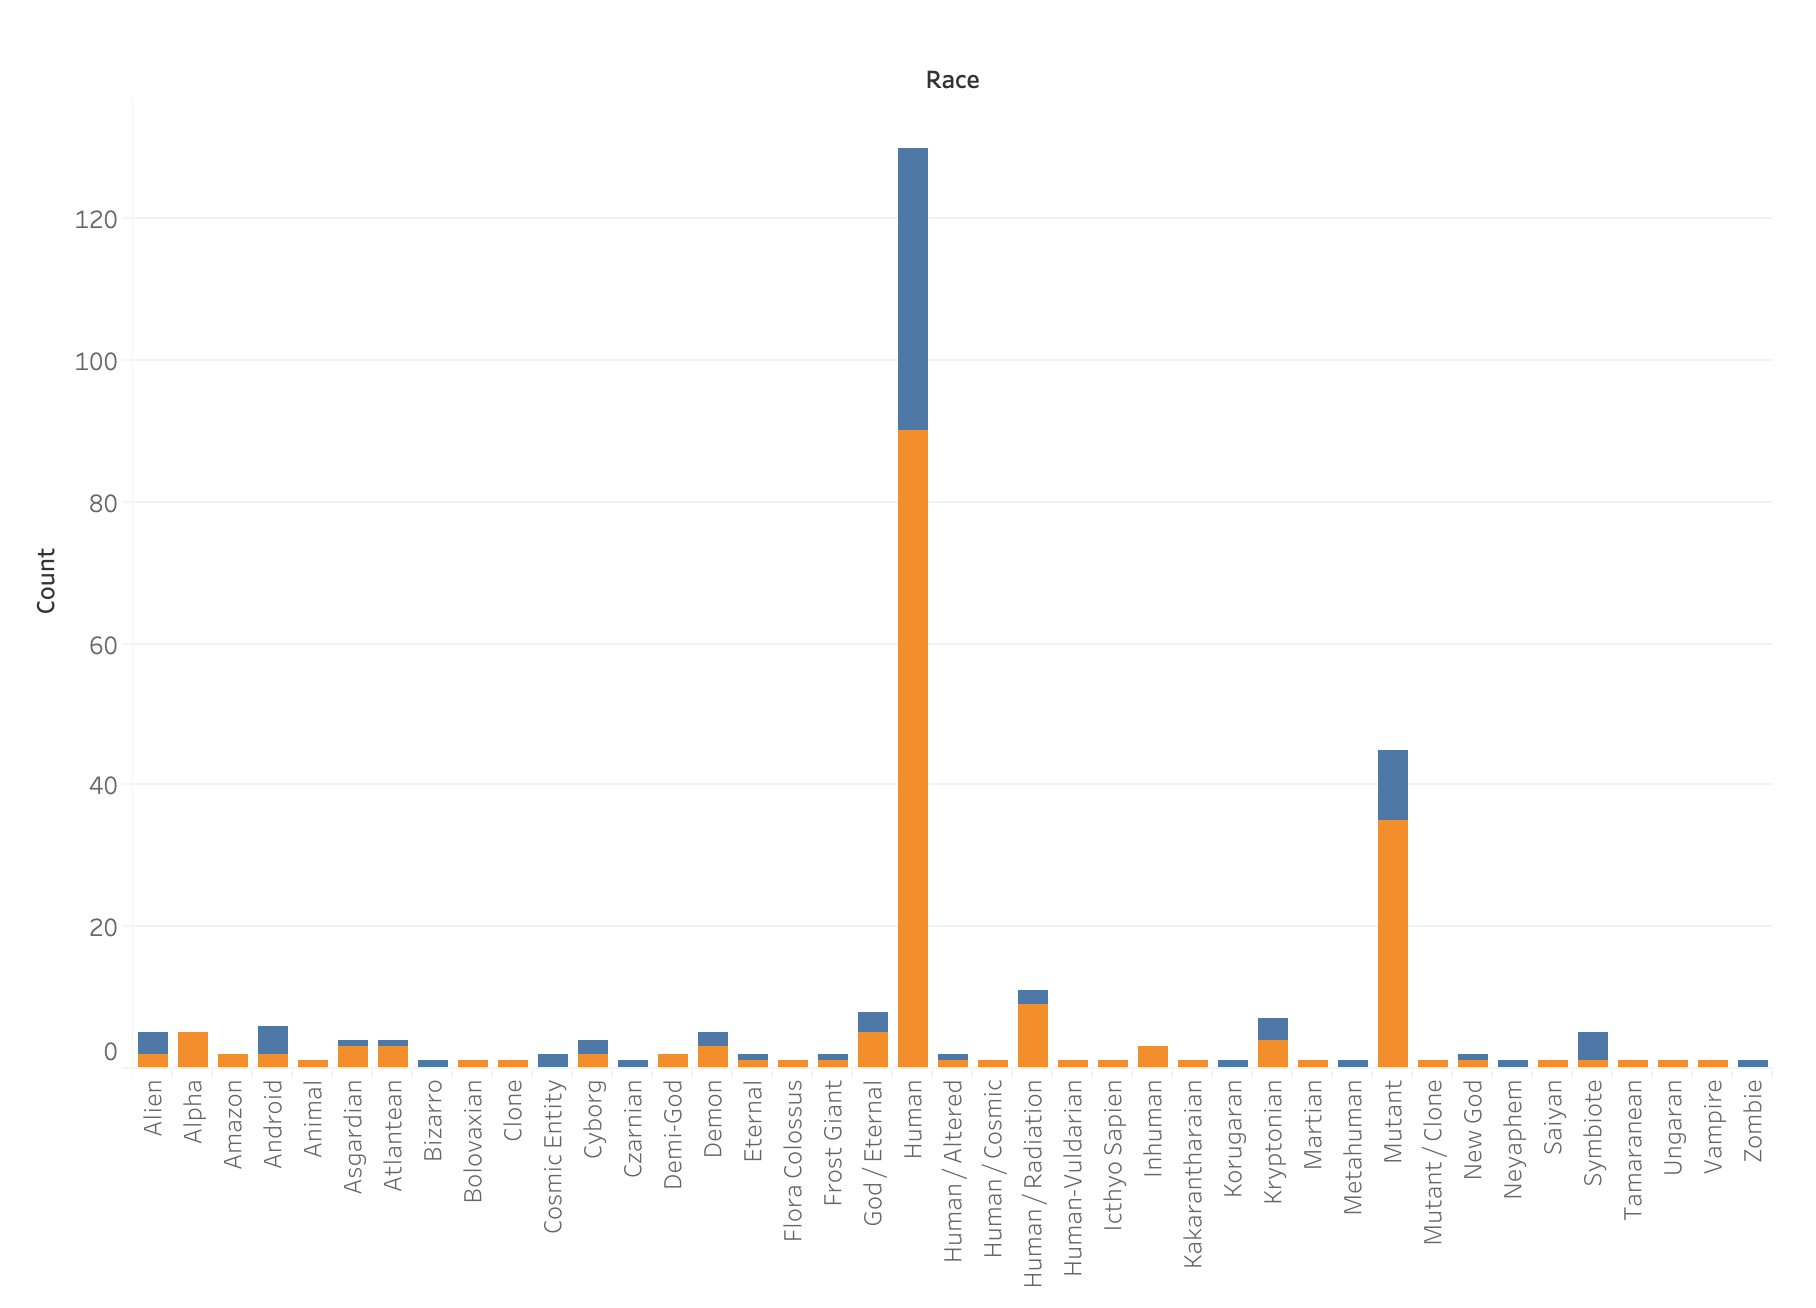 Race
120
100
80
60
40
20
0
Count
Alien
Alpha
Amazon
Android
Animal
Asgardian
Atlantean
Bizarro
Bolovaxian
Clone
Cosmic Entity
Cyborg
Czarnian
Demi-God
Demon
Eternal
Flora Colossus
Frost Giant
God / Eternal
Human
Human / Altered
Human / Cosmic
Human / Radiation
Human-Vuldarian
Icthyo Sapien
Inhuman
Kakarantharaian
Korugaran
Kryptonian
Martian
Metahuman
Mutant
Mutant / Clone
New God
Neyaphem
Saiyan
Symbiote
Tamaranean
Ungaran
Vampire
Zombie